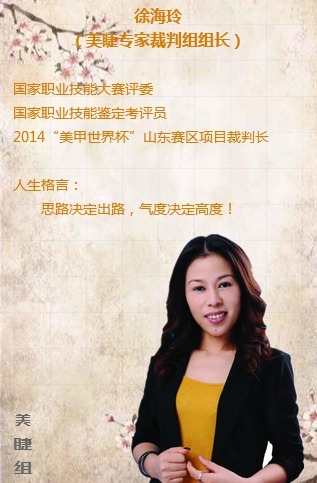 徐海玲
（美睫专家裁判组组长）
国家职业技能大赛评委
国家职业技能鉴定考评员
2014“美甲世界杯”山东赛区项目裁判长
人生格言：
思路决定出路，气度决定高度！
美
睫
组